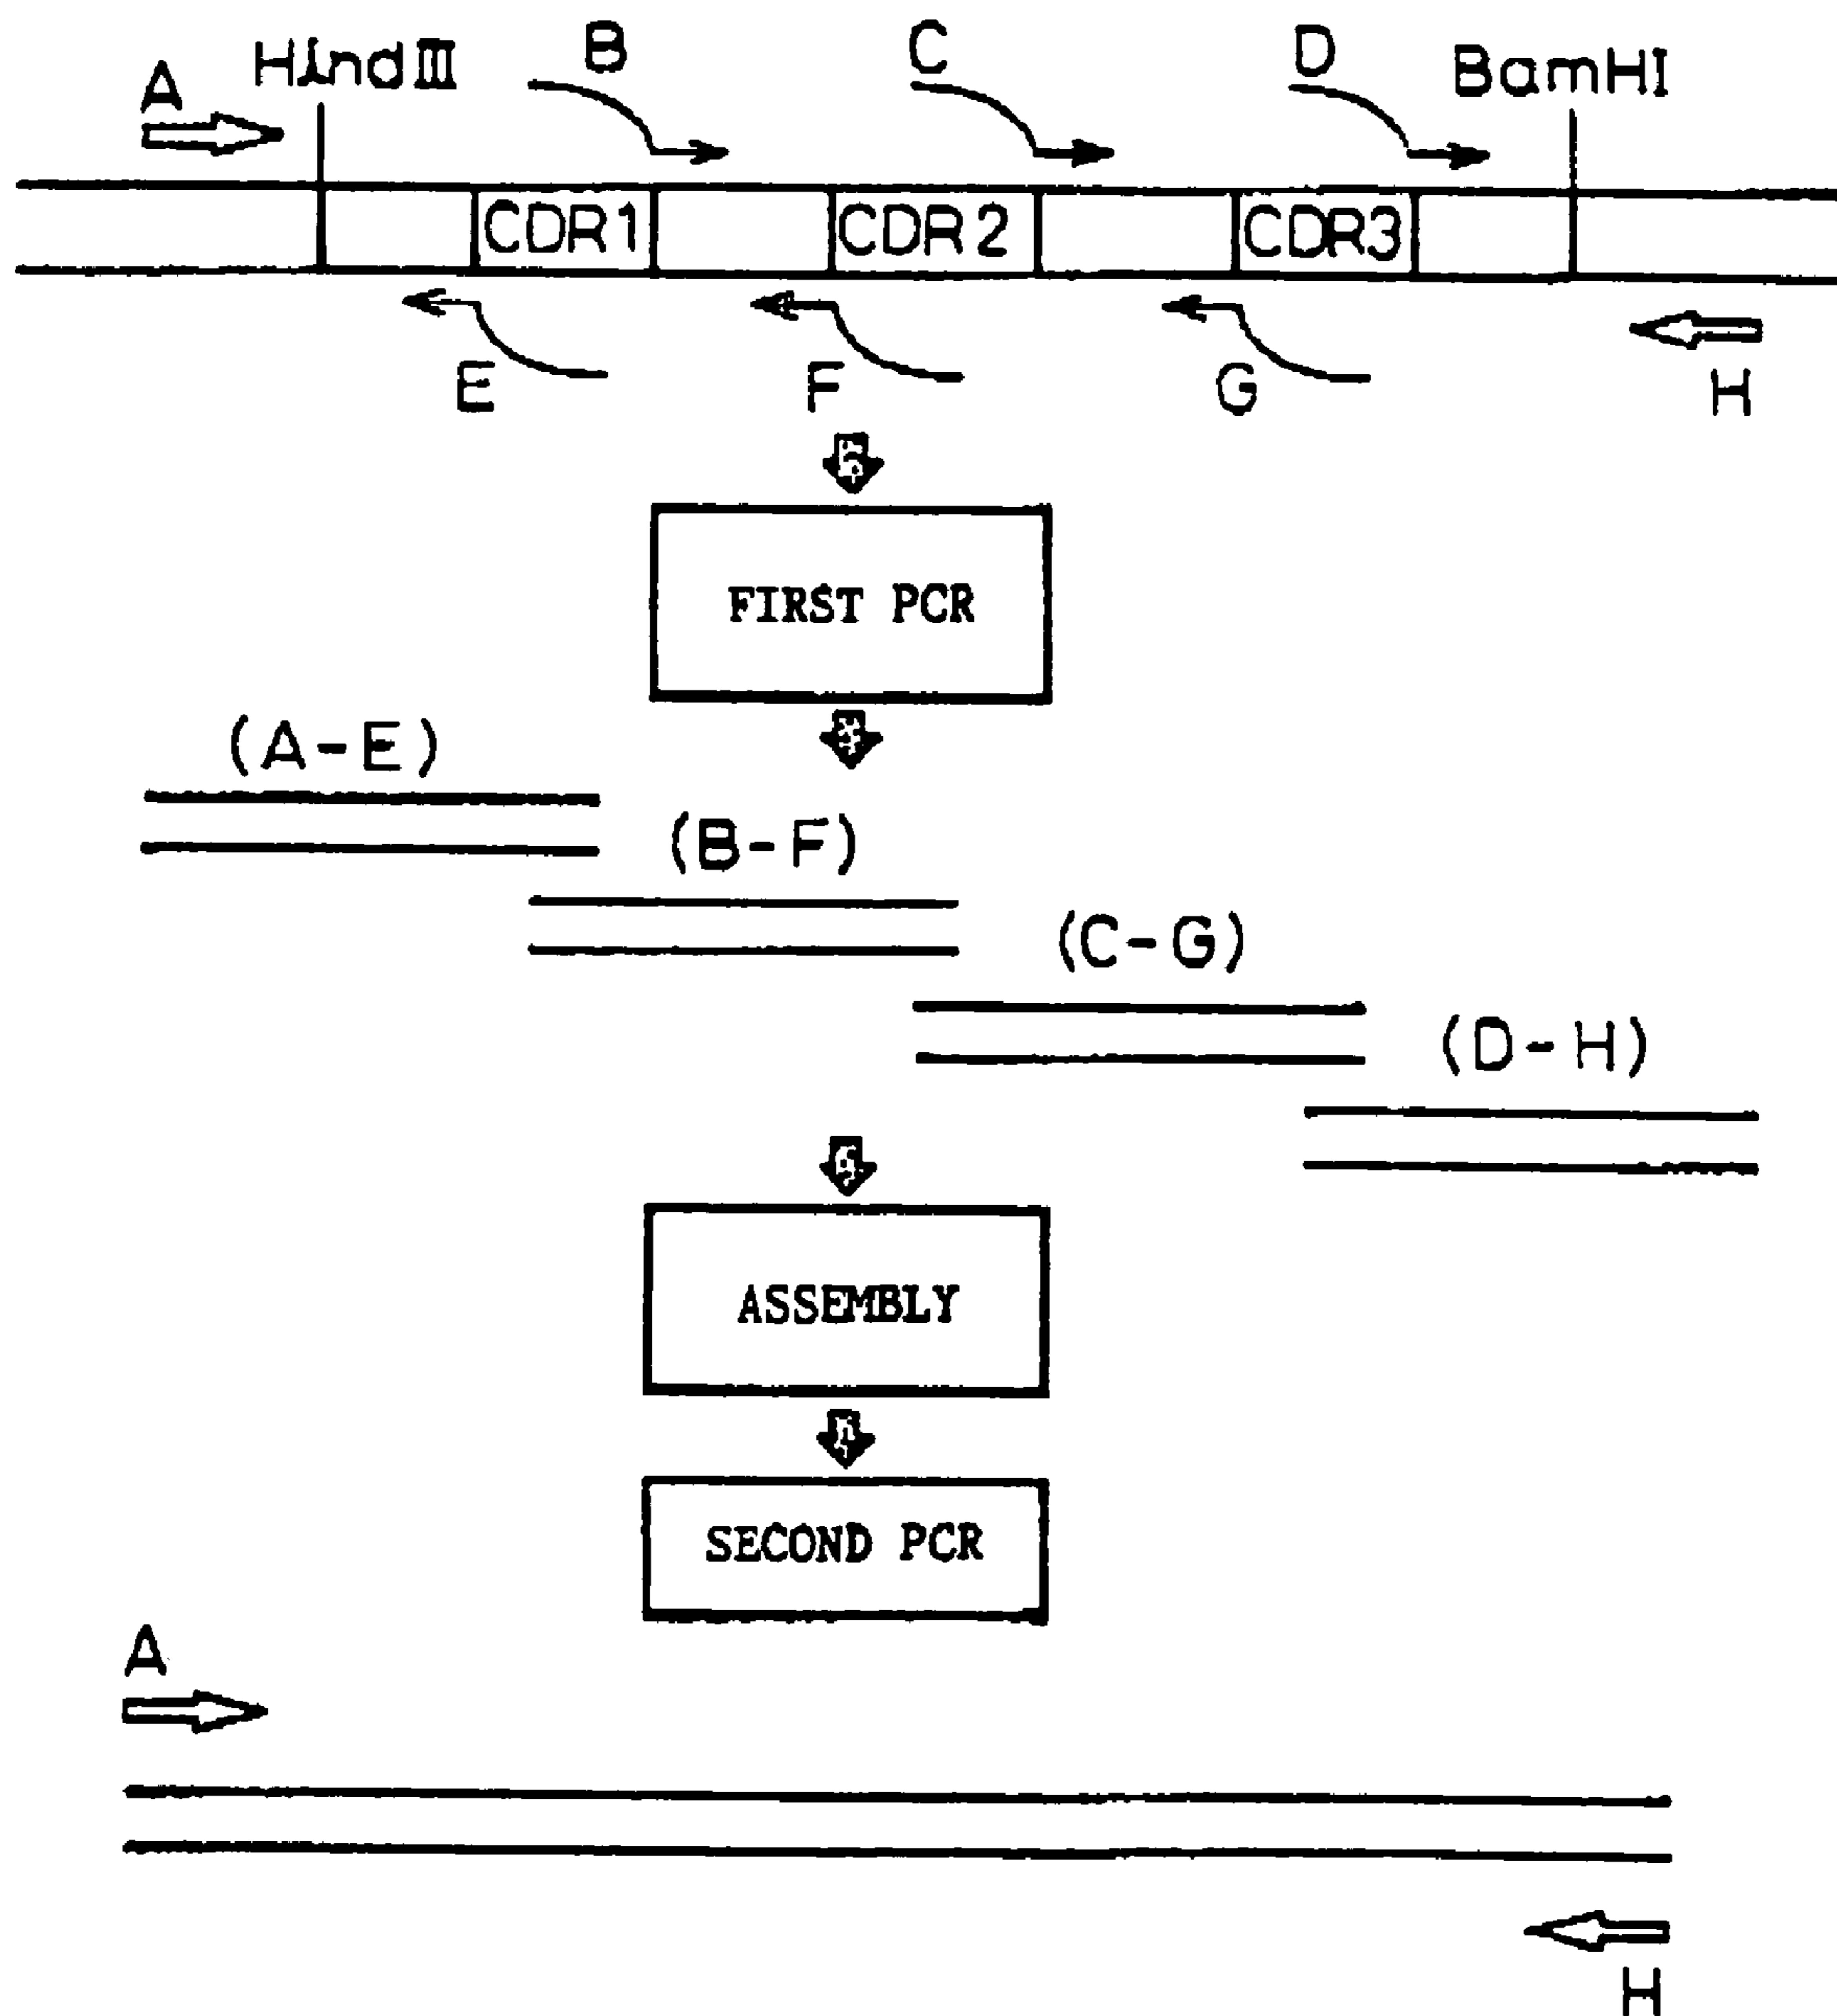 A HindIII B C D BamHI
CDR1 CDR2 CDR3
E F G H
FIRST PCR
(A-E)
(B-F)
(C-G)
(D-H)
ASSEMBLY
SECOND PCR
A
H